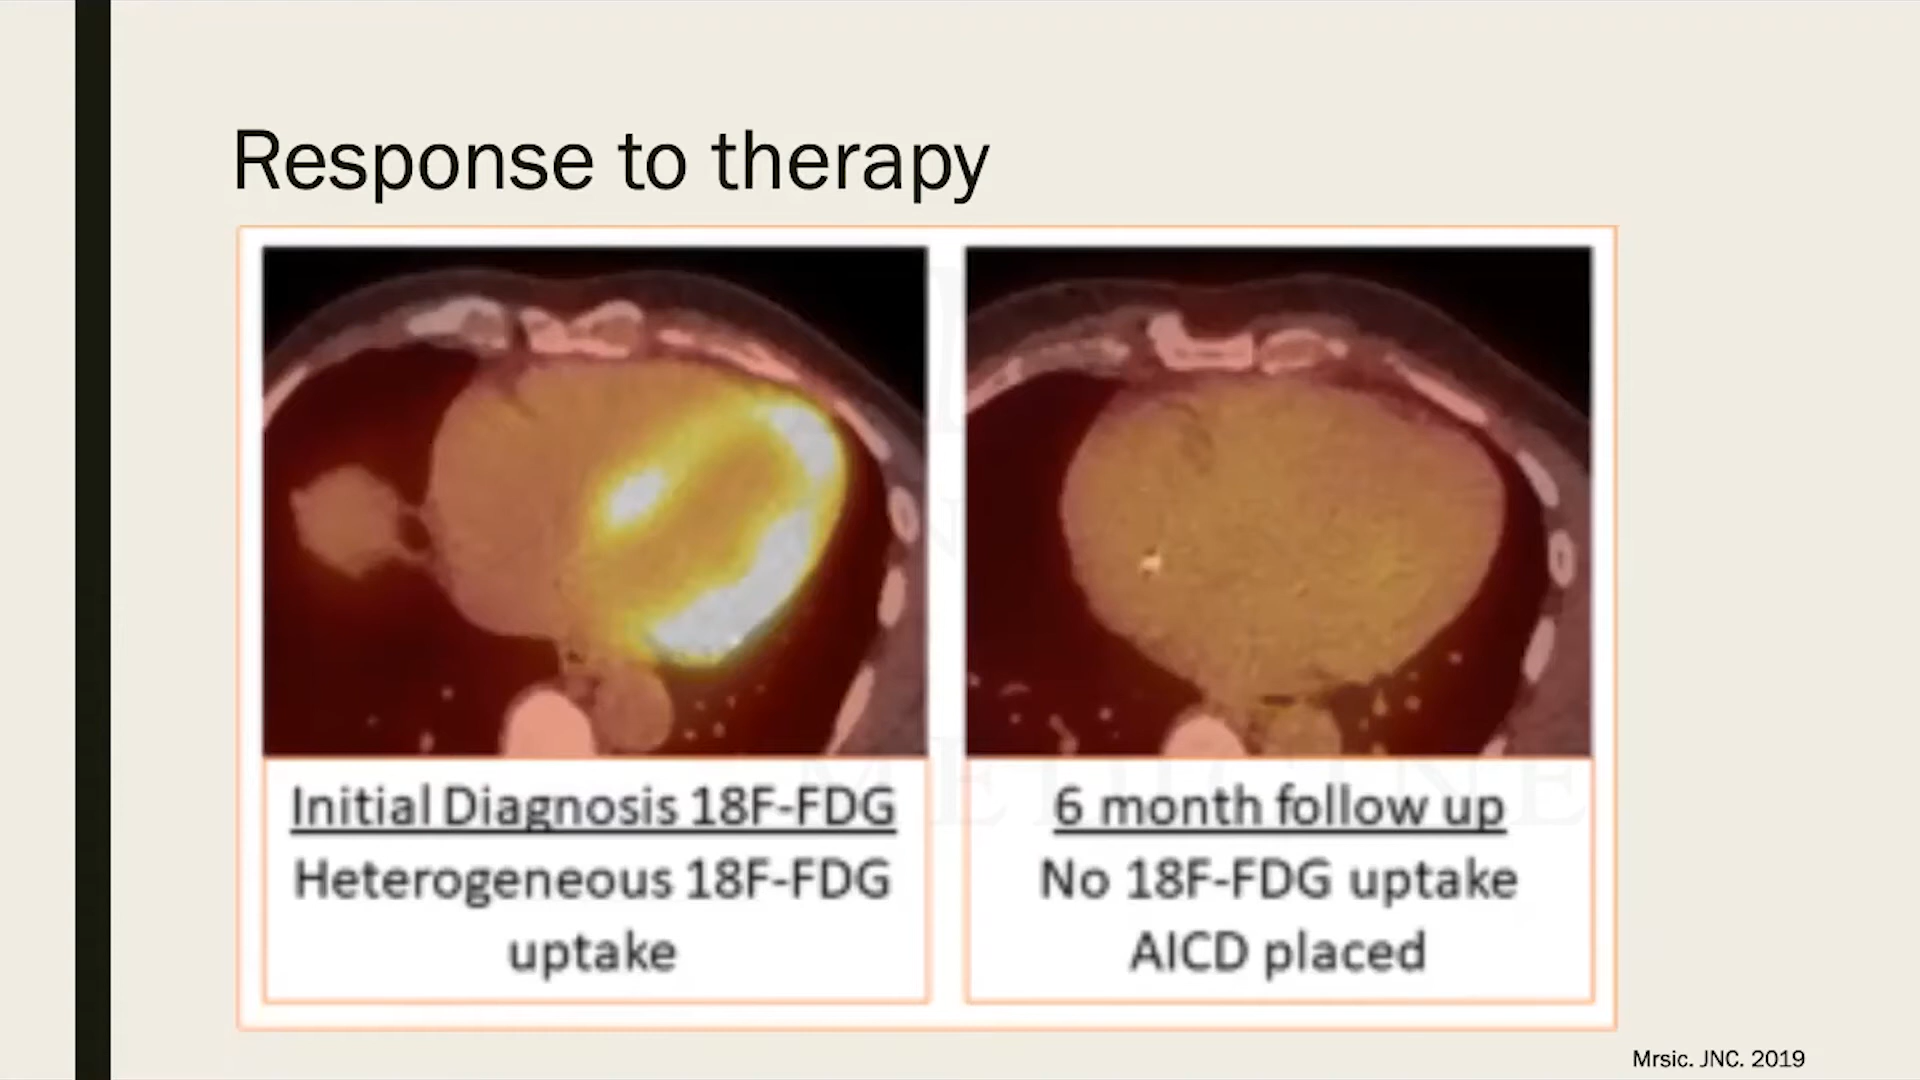 Response to therapy
Initial Diagnosis 18F-FDG
Heterogeneous 18F-FDG
uptake
6 month follow up
No 18F-FDG uptake
AICD placed
MEDICINE
Mrsic. JNC. 2019